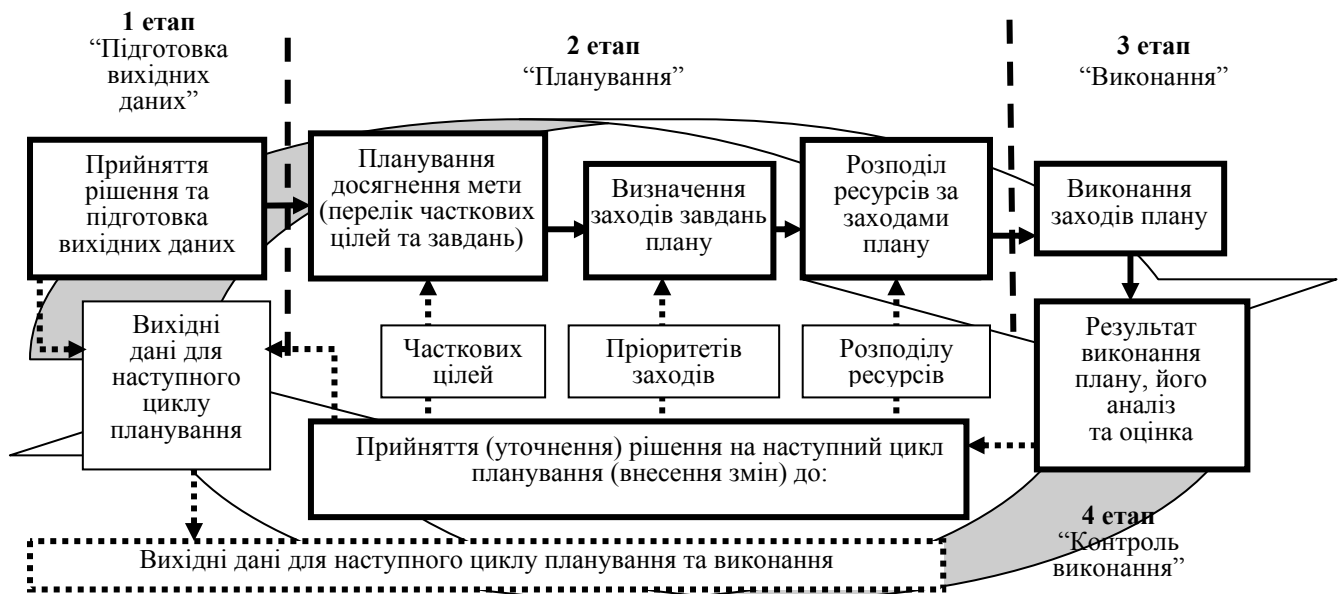 1 етап
“Підготовка
вихідних
даних”
2 етап
“Планування”
3 етап
“Виконання”
Прийняття
рішення та
підготовка
вихідних даних
Планування
досягнення мети
(перелік часткових
цілей та завдань)
Визначення
заходів завдань
плану
Розподіл
ресурсів за
заходами
плану
Виконання
заходів плану
Вихідні
дані для
наступного
циклу
планування
Часткових
цілей
Пріоритетів
заходів
Розподілу
ресурсів
Результат
виконання
плану, його
аналіз
та оцінка
Прийняття (уточнення) рішення на наступний цикл
планування (внесення змін) до:
4 етап
“Контроль
виконання”
Вихідні дані для наступного циклу планування та виконання